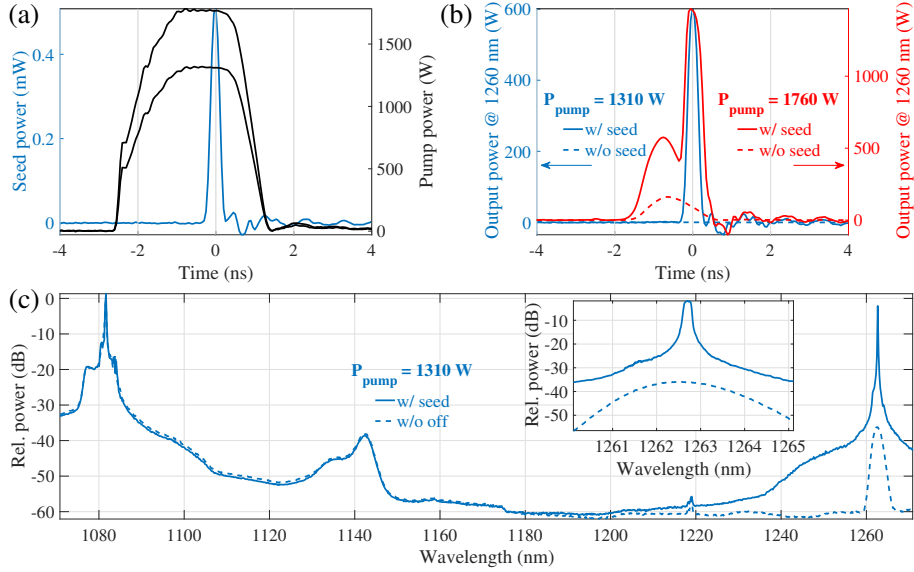 (a)
Seed power (mW)
0.4
0.2
0
Pump power (W)
1500
1000
500
0
-4 -2 0 2 4
Time (ns)
(b)
Output power @ 1260 nm (W)
600
400
200
0
P_pump = 1310 W
w/ seed
w/o seed
P_pump = 1760 W
w/ seed
w/o seed
Output power @ 1260 nm (W)
1000
500
0
-4 -2 0 2 4
Time (ns)
(c)
Rel. power (dB)
0
-10
-20
-30
-40
-50
-60
P_pump = 1310 W
w/ seed
w/o off
Rel. power (dB)
-10
-20
-30
-40
-50
1261 1262 1263 1264 1265
Wavelength (nm)
1080 1100 1120 1140 1160 1180 1200 1220 1240 1260
Wavelength (nm)